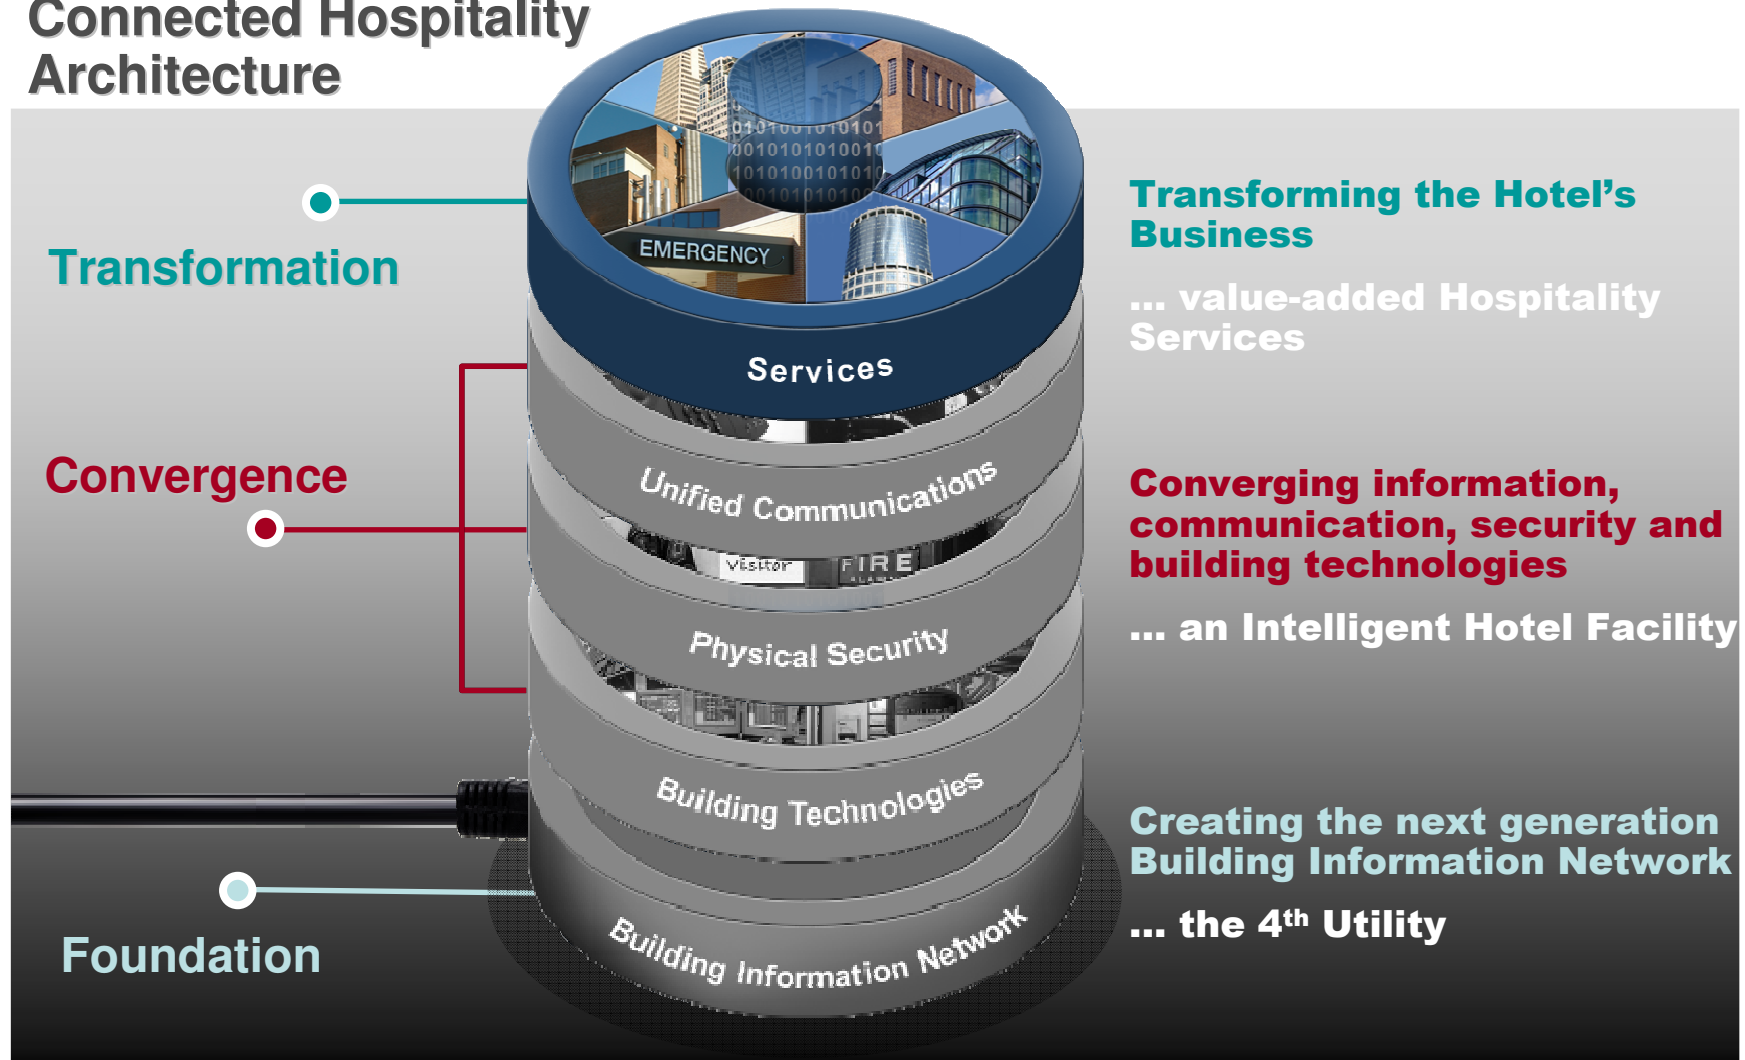 Connected Hospitality
Architecture
Transformation
Convergence
Foundation
EMERGENCY
Services
Unified Communications
visitor
FIRE
Physical Security
Building Technologies
Building Information Network
Transforming the Hotel’s
Business
... value-added Hospitality
Services
Converging information,
communication, security and
building technologies
... an Intelligent Hotel Facility
Creating the next generation
Building Information Network
... the 4th Utility